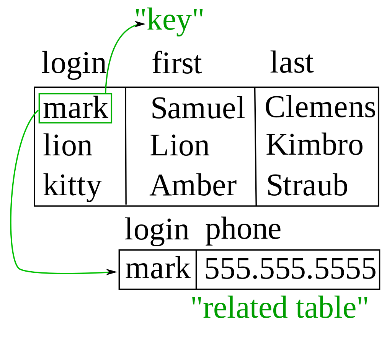 "key"
login first last
mark Samuel Clemens
lion Lion Kimbro
kitty Amber Straub
login phone
mark 555.555.5555
"related table"